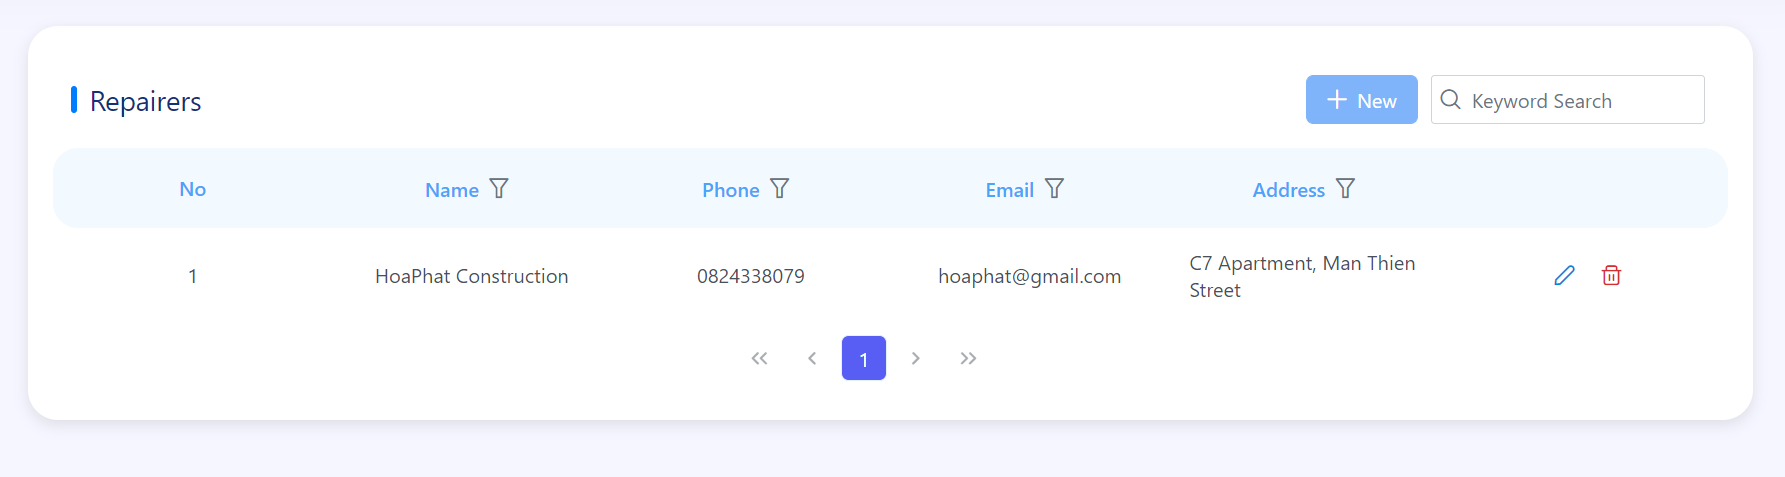 Repairers
New
Keyword Search
No Name Phone Email Address
1 HoaPhat Construction 0824338079 hoaphat@gmail.com C7 Apartment, Man Thien
Street
1